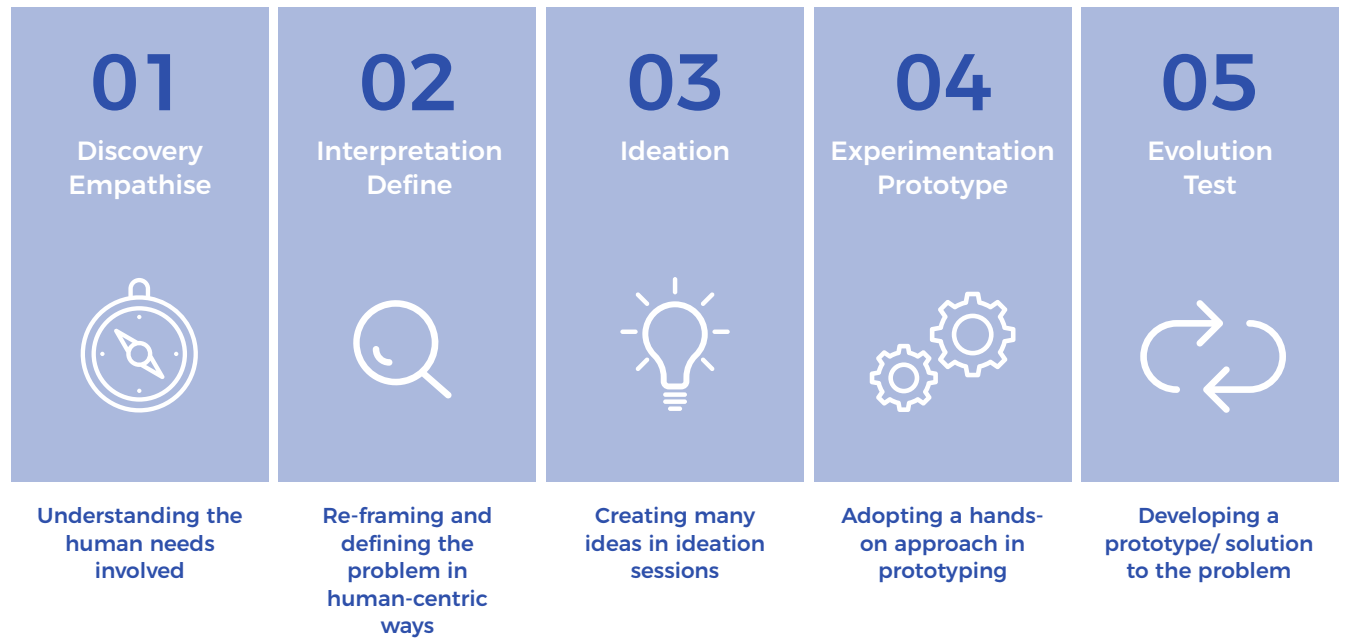 01
Discovery
Empathise
Understanding the
human needs
involved
02
Interpretation
Define
Re-framing and
defining the
problem in
human-centric
ways
03
Ideation
Creating many
ideas in ideation
sessions
04
Experimentation
Prototype
Adopting a hands-
on approach in
prototyping
05
Evolution
Test
Developing a
prototype/ solution
to the problem